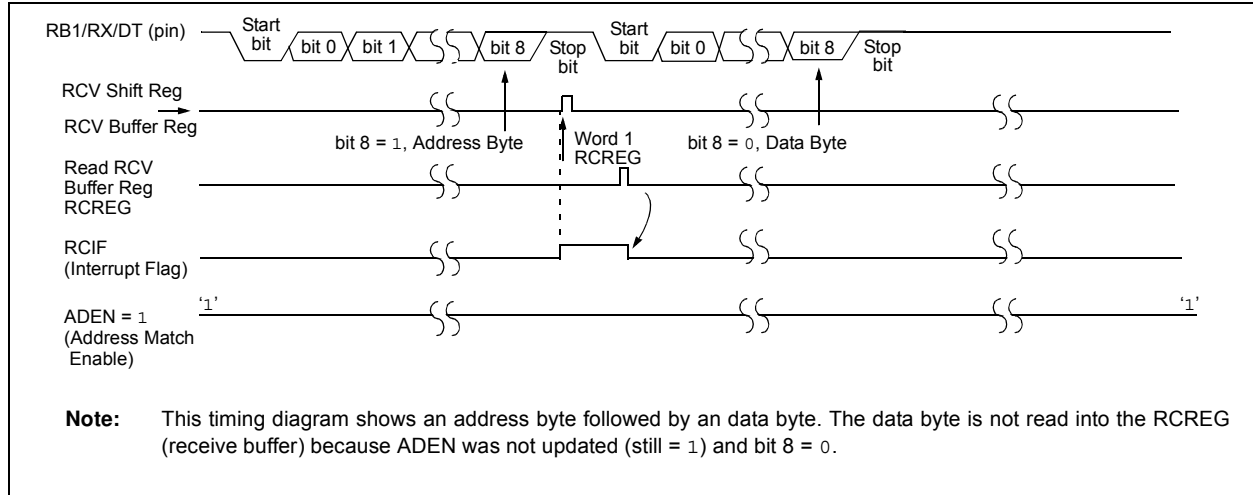 RB1/RX/DT (pin)
Start
bit
bit 0
bit 1
bit 8
Stop
bit
Start
bit
bit 0
bit 8
Stop
bit
RCV Shift Reg
RCV Buffer Reg
bit 8 = 1, Address Byte
Word 1
RCREG
bit 8 = 0, Data Byte
Read RCV
Buffer Reg
RCREG
RCIF
(Interrupt Flag)
‘1’
‘1’
ADEN = 1
(Address Match
Enable)
Note: This timing diagram shows an address byte followed by an data byte. The data byte is not read into the RCREG
(receive buffer) because ADEN was not updated (still = 1) and bit 8 = 0.